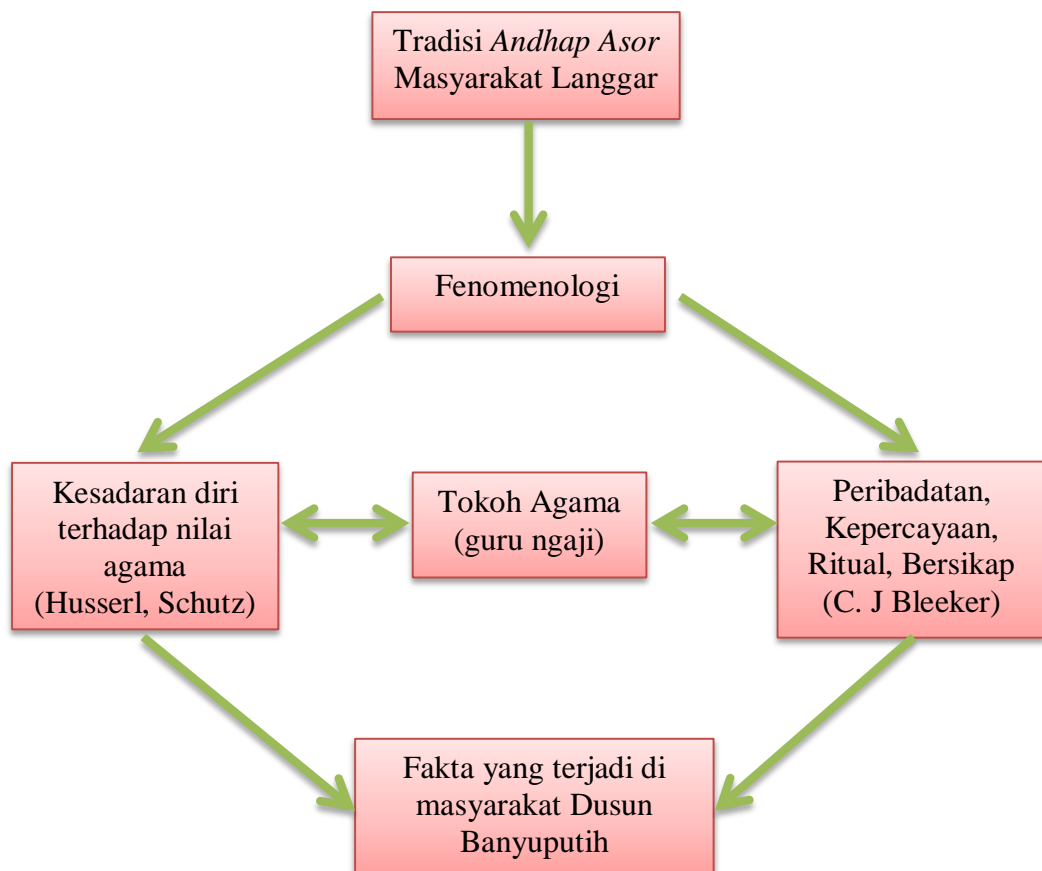 Tradisi Andhap Asor
Masyarakat Langgar
Fenomenologi
Kesadaran diri
terhadap nilai
agama
(Husserl, Schutz)
Tokoh Agama
(guru ngaji)
Peribadatan,
Kepercayaan,
Ritual, Bersikap
(C. J Bleeker)
Fakta yang terjadi di
masyarakat Dusun
Banyuputih